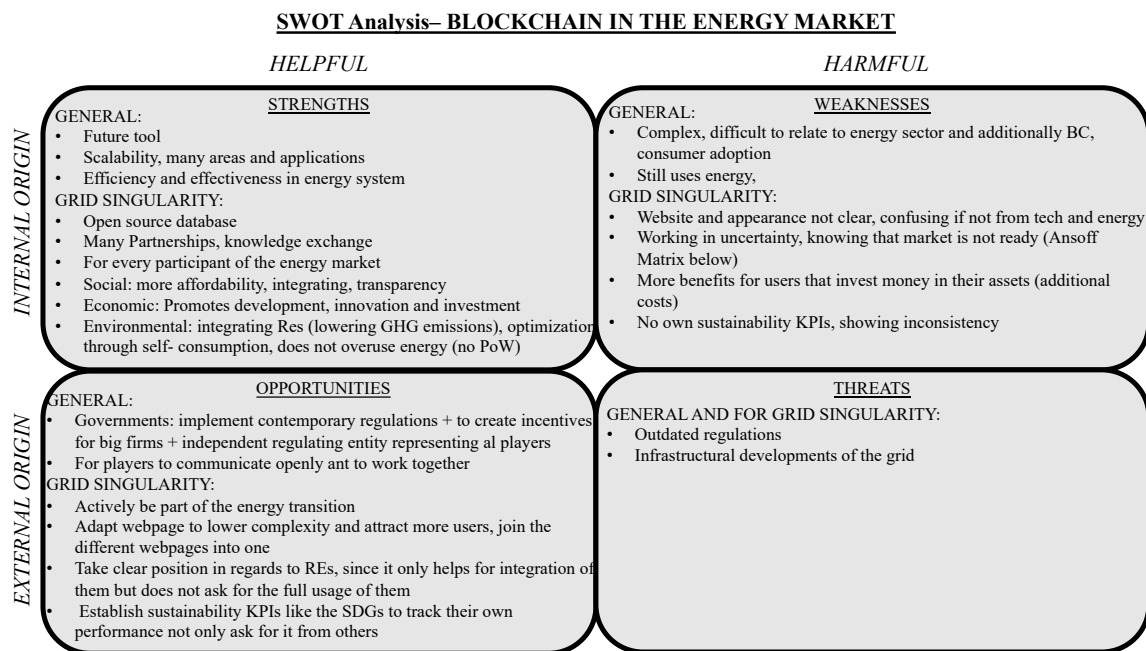 SWOT Analysis– BLOCKCHAIN IN THE ENERGY MARKET
HELPFUL
HARMFUL
INTERNAL ORIGIN
STRENGTHS
GENERAL:
• Future tool
• Scalability, many areas and applications
• Efficiency and effectiveness in energy system
GRID SINGULARITY:
• Open source database
• Many Partnerships, knowledge exchange
• For every participant of the energy market
• Social: more affordability, integrating, transparency
• Economic: Promotes development, innovation and investment
• Environmental: integrating Res (lowering GHG emissions), optimization
through self- consumption, does not overuse energy (no PoW)
WEAKNESSES
GENERAL:
• Complex, difficult to relate to energy sector and additionally BC,
consumer adoption
• Still uses energy,
GRID SINGULARITY:
• Website and appearance not clear, confusing if not from tech and energy
• Working in uncertainty, knowing that market is not ready (Ansoff
Matrix below)
• More benefits for users that invest money in their assets (additional
costs)
• No own sustainability KPIs, showing inconsistency
EXTERNAL ORIGIN
OPPORTUNITIES
GENERAL:
• Governments: implement contemporary regulations + to create incentives
for big firms + independent regulating entity representing al players
• For players to communicate openly ant to work together
GRID SINGULARITY:
• Actively be part of the energy transition
• Adapt webpage to lower complexity and attract more users, join the
different webpages into one
• Take clear position in regards to REs, since it only helps for integration of
them but does not ask for the full usage of them
• Establish sustainability KPIs like the SDGs to track their own
performance not only ask for it from others
THREATS
GENERAL AND FOR GRID SINGULARITY:
• Outdated regulations
• Infrastructural developments of the grid